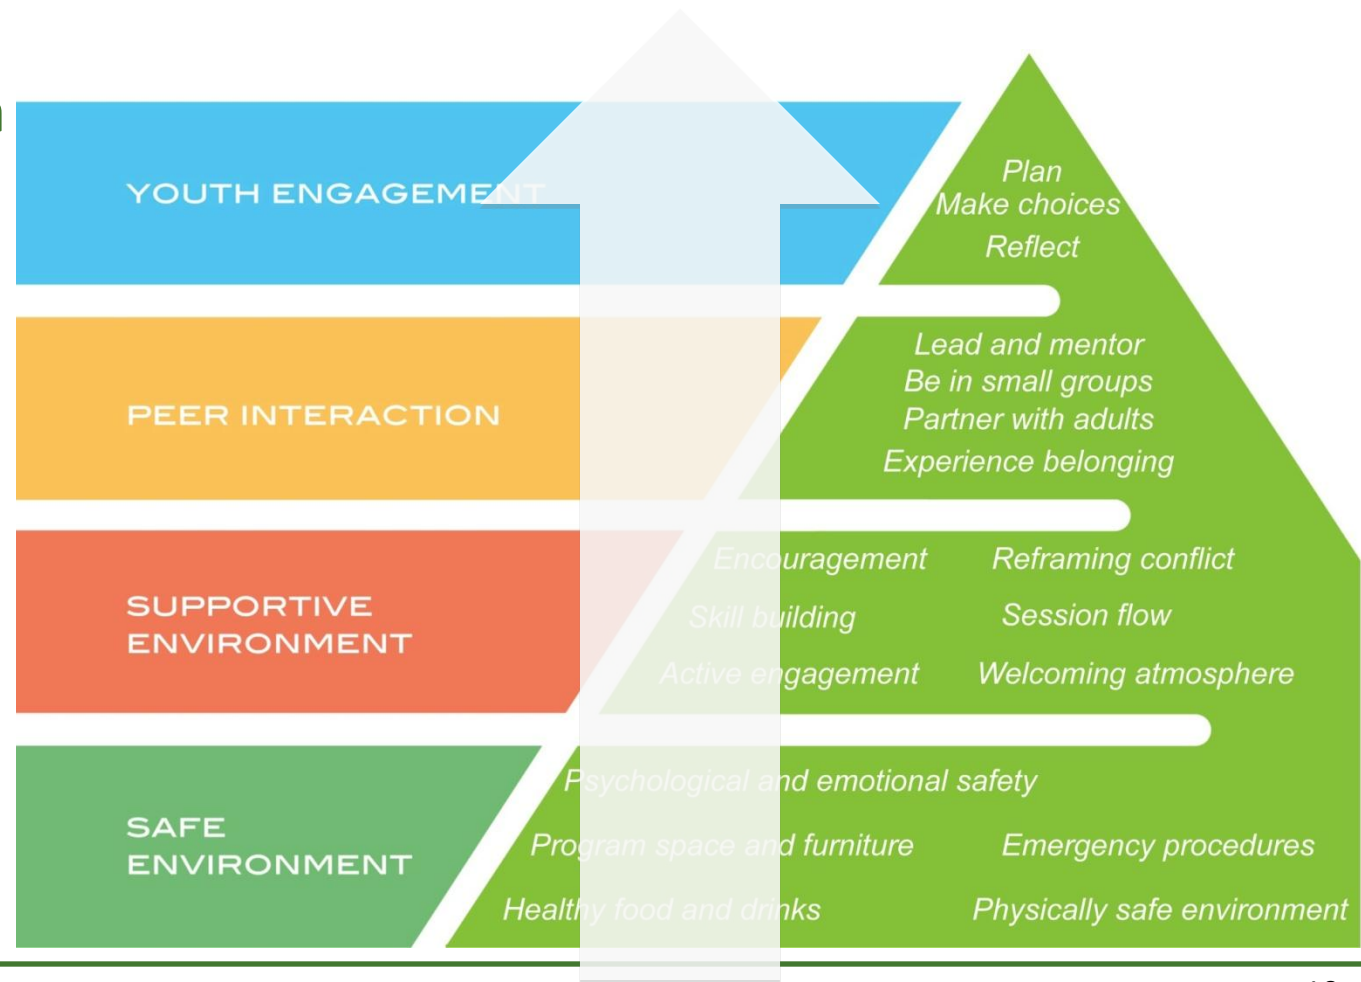 YOUTH ENGAGEMENT
Plan
Make choices
Reflect
PEER INTERACTION
Lead and mentor
Be in small groups
Partner with adults
Experience belonging
SUPPORTIVE
ENVIRONMENT
Encouragement Reframing conflict
Skill building Session flow
Active engagement Welcoming atmosphere
SAFE
ENVIRONMENT
Psychological and emotional safety
Program space and furniture Emergency procedures
Healthy food and drinks Physically safe environment